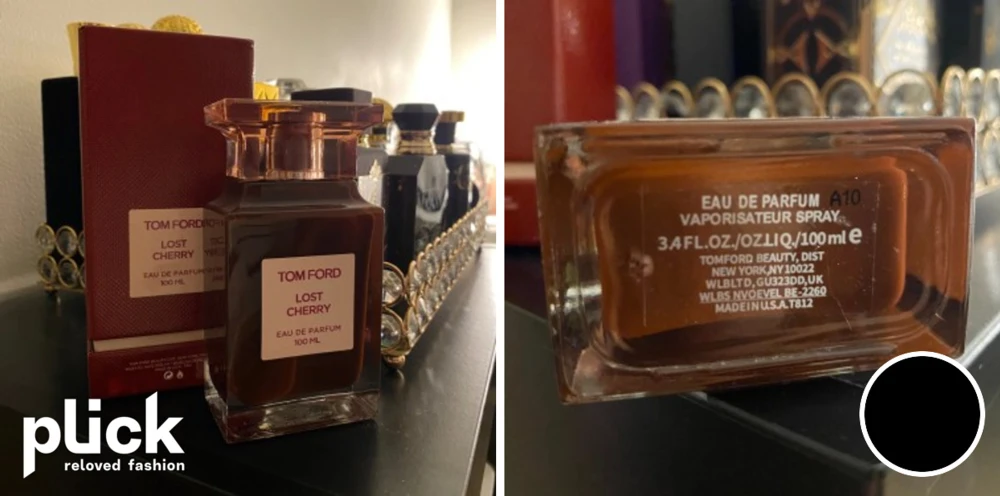 TOM FORD
LOST
CHERRY
EAU DE PARFUM
100 ML
TOM FORD
LOST
CHERRY
EAU DE PARFUM
100 ML
plick
reloved fashion
EAU DE PARFUM A10
VAPORISATEUR SPRAY
3.4 FL.OZ./OZ.LIQ./100 ml e
TOMFORD BEAUTY, DIST
NEW YORK,NY 10022
WLBLTD,GU323DD,UK
WLBS NVOEVEL BE-2260
MADE IN U.S.A. T812